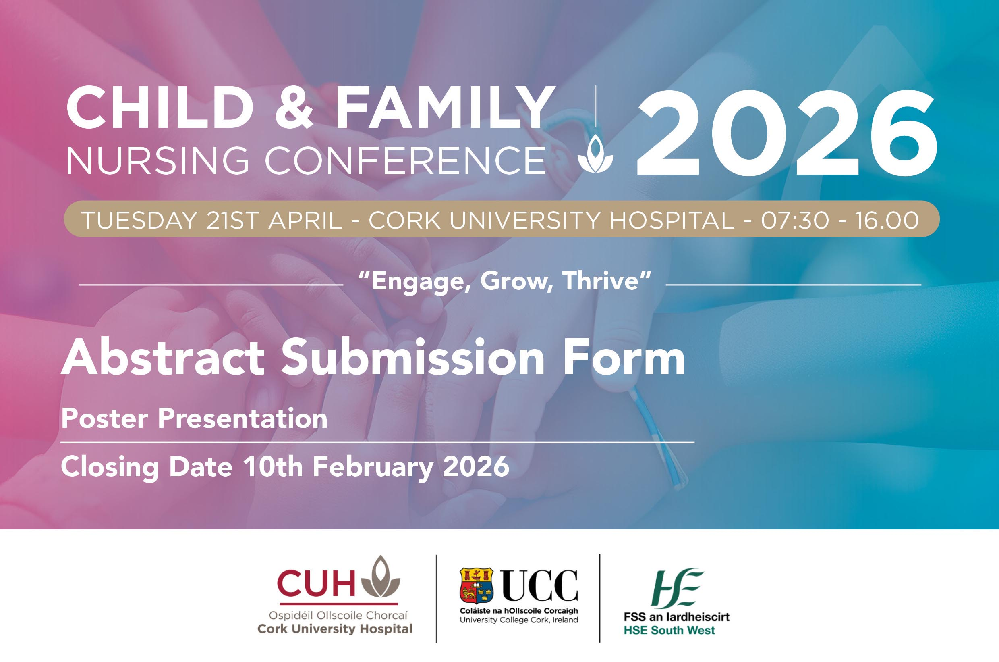 CHILD & FAMILY
NURSING CONFERENCE
2026
TUESDAY 21ST APRIL - CORK UNIVERSITY HOSPITAL - 07:30 - 16.00
“Engage, Grow, Thrive”
Abstract Submission Form
Poster Presentation
Closing Date 10th February 2026
CUH
Ospidéil Ollscoile Chorcaí
Cork University Hospital
UCC
Coláiste na hOllscoile Corcaigh
University College Cork, Ireland
HSE
FSS an Iardheiscirt
HSE South West